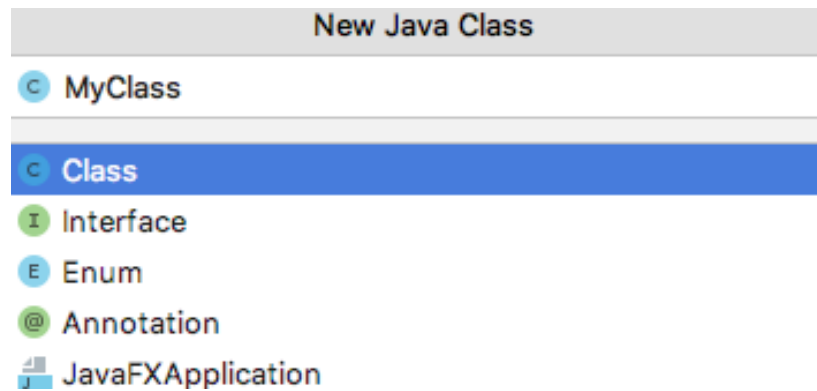 New Java Class
C MyClass
C Class
I Interface
E Enum
@ Annotation
J JavaFXApplication